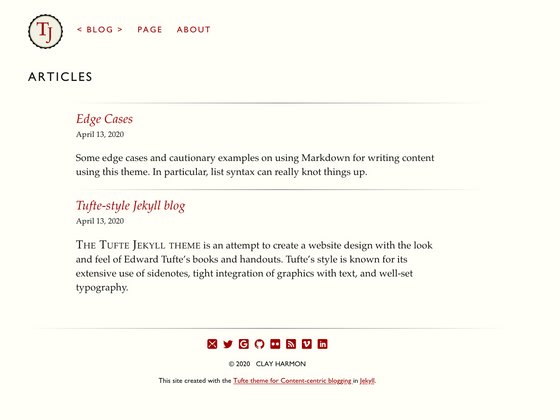 TJ
< BLOG > PAGE ABOUT
ARTICLES
Edge Cases
April 13, 2020
Some edge cases and cautionary examples on using Markdown for writing content
using this theme. In particular, list syntax can really knot things up.
Tufte-style Jekyll blog
April 13, 2020
The Tufte Jekyll theme is an attempt to create a website design with the look
and feel of Edward Tufte’s books and handouts. Tufte’s style is known for its
extensive use of sidenotes, tight integration of graphics with text, and well-set
typography.
© 2020 CLAY HARMON
This site created with the Tufte theme for Content-centric blogging in Jekyll.